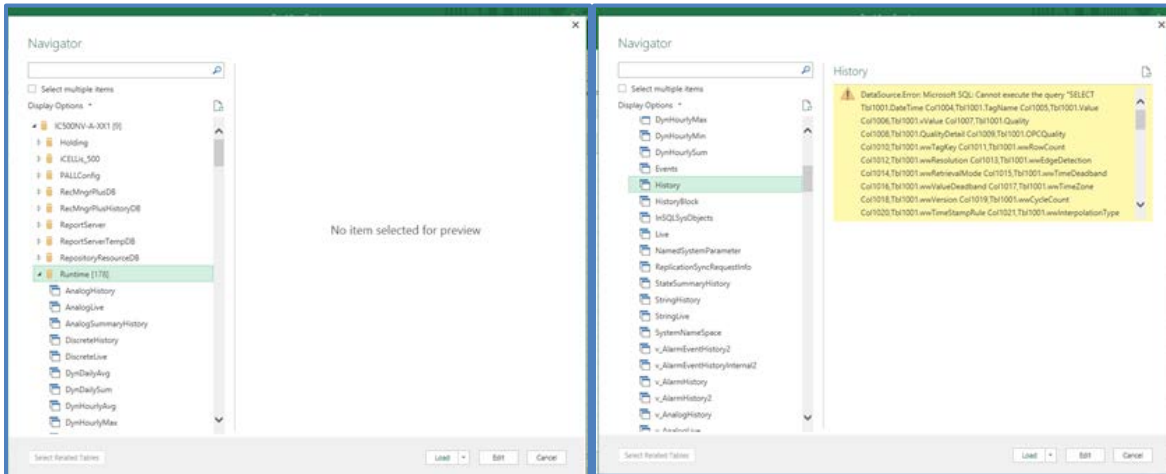 Navigator
Select multiple items
Display Options
IC500NV-A-XX1 [9]
Holding
iCELLis_500
PALLConfig
RecMngrPlusDB
RecMngrPlusHistoryDB
ReportServer
ReportServerTempDB
RepositoryResourceDB
Runtime [178]
AnalogHistory
AnalogLive
AnalogSummaryHistory
DiscreteHistory
DiscreteLive
DynDailyAvg
DynDailySum
DynHourlyAvg
DynHourlyMax
No item selected for preview
Select Related Tables
Load
Edit
Cancel
Navigator
Select multiple items
Display Options
DynHourlyMax
DynHourlyMin
DynHourlySum
Events
History
HistoryBlock
InSQLSysObjects
Live
NamedSystemParameter
ReplicationSyncRequestInfo
StateSummaryHistory
StringHistory
StringLive
SystemNameSpace
v_AlarmEventHistory2
v_AlarmEventHistoryInternal2
v_AlarmHistory
v_AlarmHistory2
v_AnalogHistory
v_AnalogLive
History
DataSource.Error: Microsoft SQL: Cannot execute the query "SELECT
Tbl1001.DateTime Col1004,Tbl1001.TagName Col1005,Tbl1001.Value
Col1006,Tbl1001.vValue Col1007,Tbl1001.Quality
Col1008,Tbl1001.QualityDetail Col1009,Tbl1001.OPCQuality
Col1010,Tbl1001.wwTagKey Col1011,Tbl1001.wwRowCount
Col1012,Tbl1001.wwResolution Col1013,Tbl1001.wwEdgeDetection
Col1014,Tbl1001.wwRetrievalMode Col1015,Tbl1001.wwTimeDeadband
Col1016,Tbl1001.wwValueDeadband Col1017,Tbl1001.wwTimeZone
Col1018,Tbl1001.wwVersion Col1019,Tbl1001.wwCycleCount
Col1020,Tbl1001.wwTimeStampRule Col1021,Tbl1001.wwInterpolationType
Select Related Tables
Load
Edit
Cancel